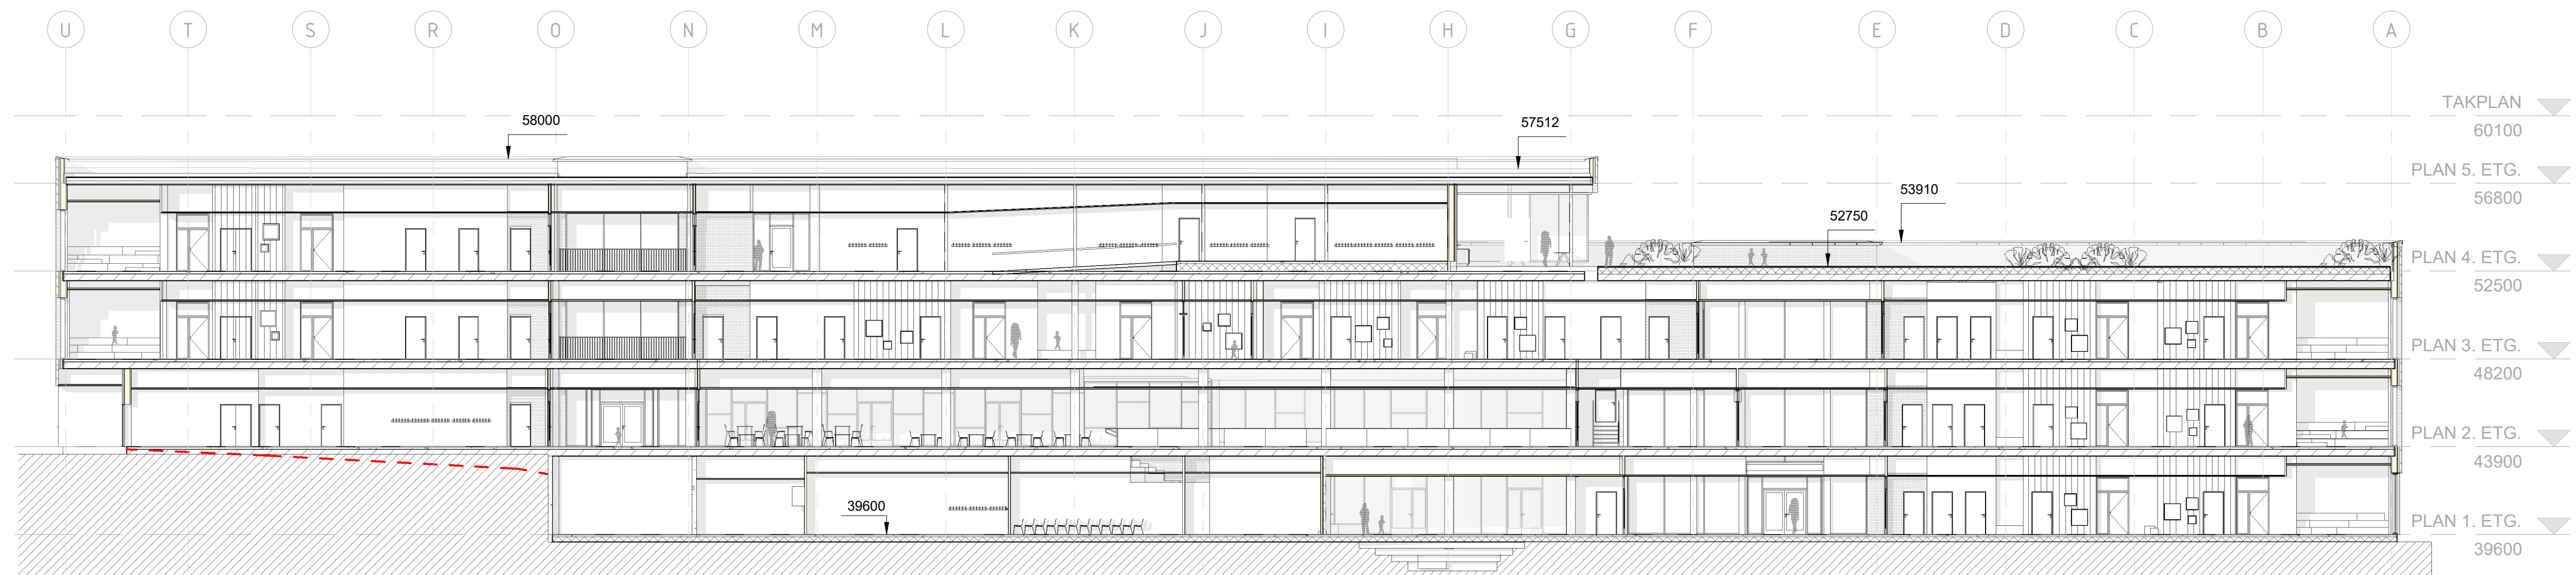 U T S R O N M L K J I H G F E D C B A
TAKPLAN
60100
58000
57512
PLAN 5. ETG.
56800
53910
52750
PLAN 4. ETG.
52500
PLAN 3. ETG.
48200
PLAN 2. ETG.
43900
39600
PLAN 1. ETG.
39600